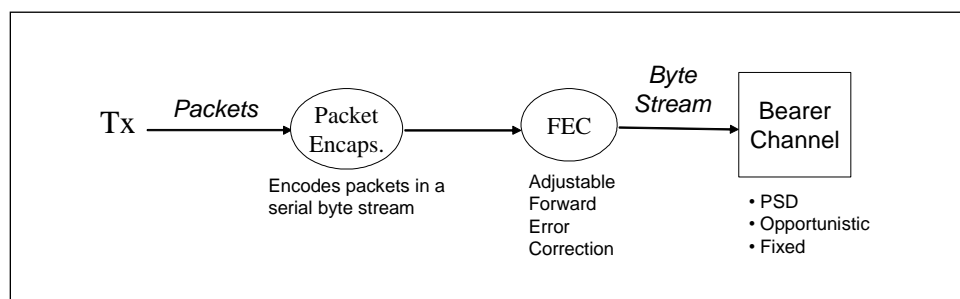 Tx
Packets
Packet
Encaps.
Encodes packets in a
serial byte stream
FEC
Adjustable
Forward
Error
Correction
Byte
Stream
Bearer
Channel
• PSD
• Opportunistic
• Fixed